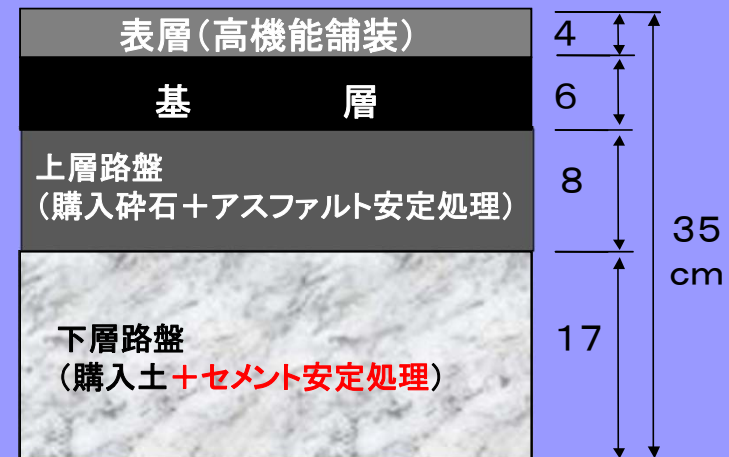 表層(高機能舗装)
基 層
上層路盤
(購入砕石+アスファルト安定処理)
下層路盤
(購入土+セメント安定処理)
4
6
8
17
35
cm